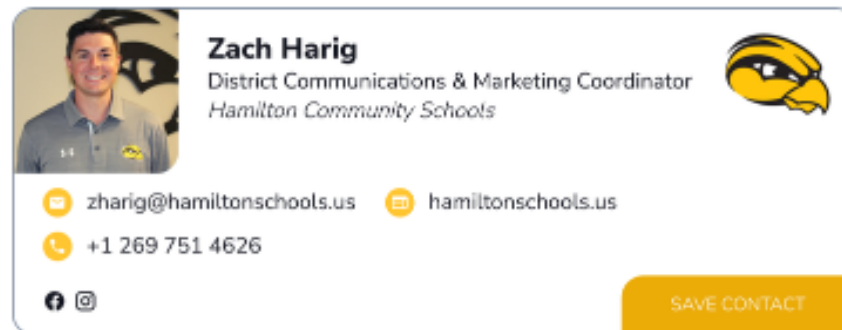 Zach Harig
District Communications & Marketing Coordinator
Hamilton Community Schools
zharig@hamiltonschools.us
hamiltonschools.us
+1 269 751 4626
SAVE CONTACT